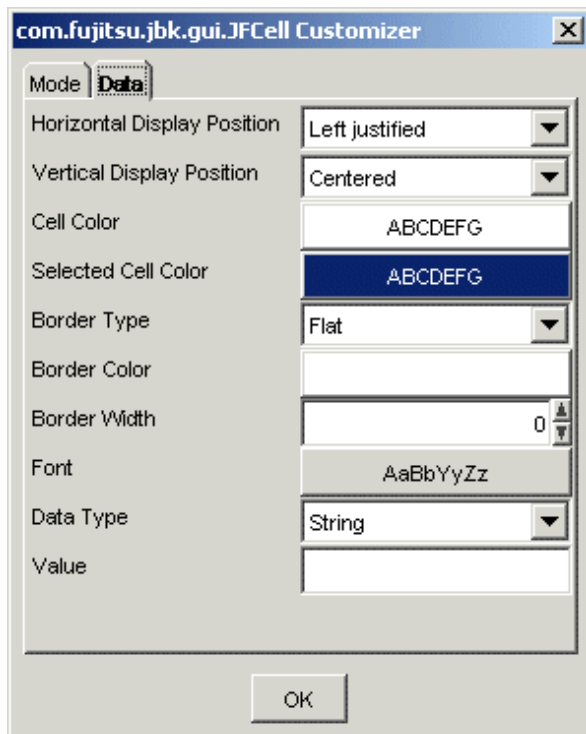 com.fujitsu.jbk.gui.JFCell Customizer
Mode Data
Horizontal Display Position Left justified
Vertical Display Position Centered
Cell Color ABCDEFG
Selected Cell Color ABCDEFG
Border Type Flat
Border Color
Border Width 0
Font AaBbYyZz
Data Type String
Value
OK